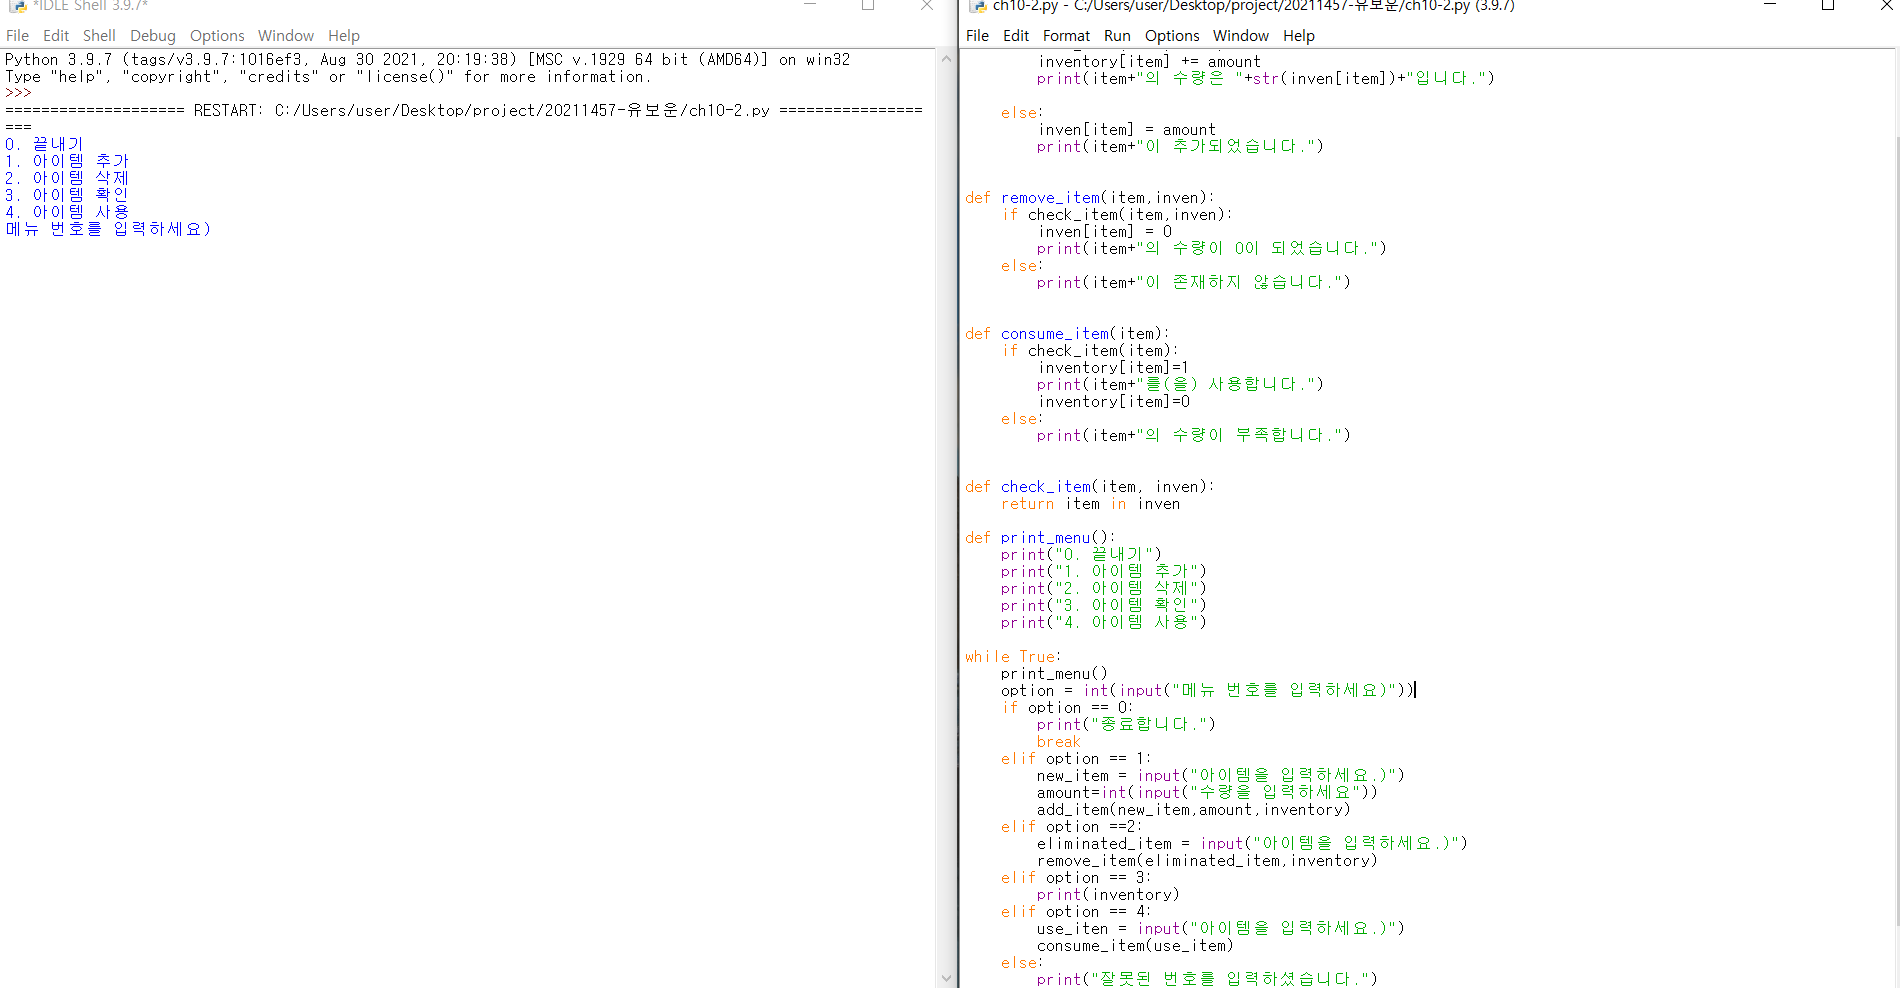 *IDLE Shell 3.9.7*
File Edit Shell Debug Options Window Help
Python 3.9.7 (tags/v3.9.7:1016ef3, Aug 30 2021, 20:19:38) [MSC v.1929 64 bit (AMD64)] on win32
Type "help", "copyright", "credits" or "license()" for more information.
>>>
==================== RESTART: C:/Users/user/Desktop/project/20211457-유보운/ch10-2.py ================
===
0. 끝내기
1. 아이템 추가
2. 아이템 삭제
3. 아이템 확인
4. 아이템 사용
메뉴 번호를 입력하세요)
ch10-2.py - C:/Users/user/Desktop/project/20211457-유보운/ch10-2.py (3.9.7)
File Edit Format Run Options Window Help
inventory[item] += amount
print(item+"의 수량은 "+str(inven[item])+"입니다.")
else:
inven[item] = amount
print(item+"이 추가되었습니다.")
def remove_item(item,inven):
if check_item(item,inven):
inven[item] = 0
print(item+"의 수량이 0이 되었습니다.")
else:
print(item+"이 존재하지 않습니다.")
def consume_item(item):
if check_item(item):
inventory[item]=1
print(item+"를(을) 사용합니다.")
inventory[item]=0
else:
print(item+"의 수량이 부족합니다.")
def check_item(item, inven):
return item in inven
def print_menu():
print("0. 끝내기")
print("1. 아이템 추가")
print("2. 아이템 삭제")
print("3. 아이템 확인")
print("4. 아이템 사용")
while True:
print_menu()
option = int(input("메뉴 번호를 입력하세요)"))
if option == 0:
print("종료합니다.")
break
elif option == 1:
new_item = input("아이템을 입력하세요.)")
amount=int(input("수량을 입력하세요"))
add_item(new_item,amount,inventory)
elif option ==2:
eliminated_item = input("아이템을 입력하세요.)")
remove_item(eliminated_item,inventory)
elif option == 3:
print(inventory)
elif option == 4:
use_iten = input("아이템을 입력하세요.)")
consume_item(use_item)
else:
print("잘못된 번호를 입력하셨습니다.")